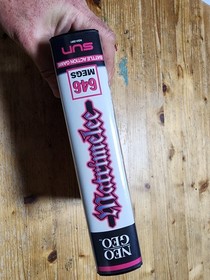 NEO
GEO
Matrimelee
646
MEGS
BATTLE ACTION GAME
SUN